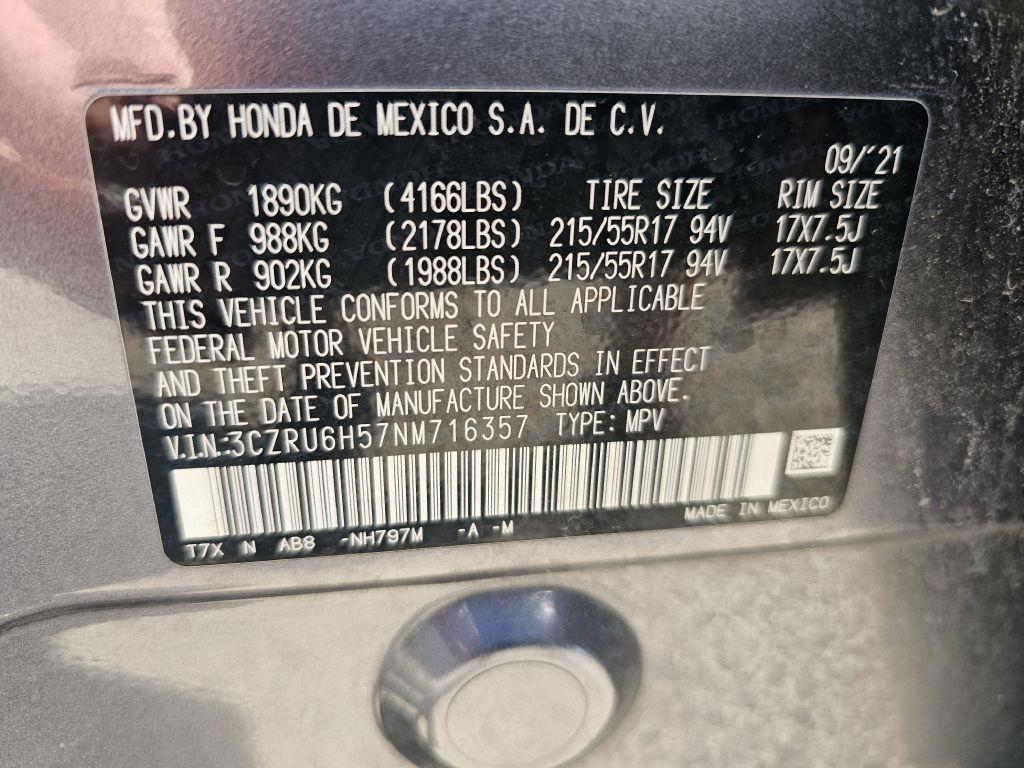 MFD.BY HONDA DE MEXICO S.A. DE C.V.
09/'21
GVWR 1890KG (4166LBS) TIRE SIZE RIM SIZE
GAWR F 988KG (2178LBS) 215/55R17 94V 17X7.5J
GAWR R 902KG (1988LBS) 215/55R17 94V 17X7.5J
THIS VEHICLE CONFORMS TO ALL APPLICABLE
FEDERAL MOTOR VEHICLE SAFETY
AND THEFT PREVENTION STANDARDS IN EFFECT
ON THE DATE OF MANUFACTURE SHOWN ABOVE.
V.I.N:3CZRU6H57NM716357 TYPE: MPV
MADE IN MEXICO
T7X N AB8 -NH797M -A -M